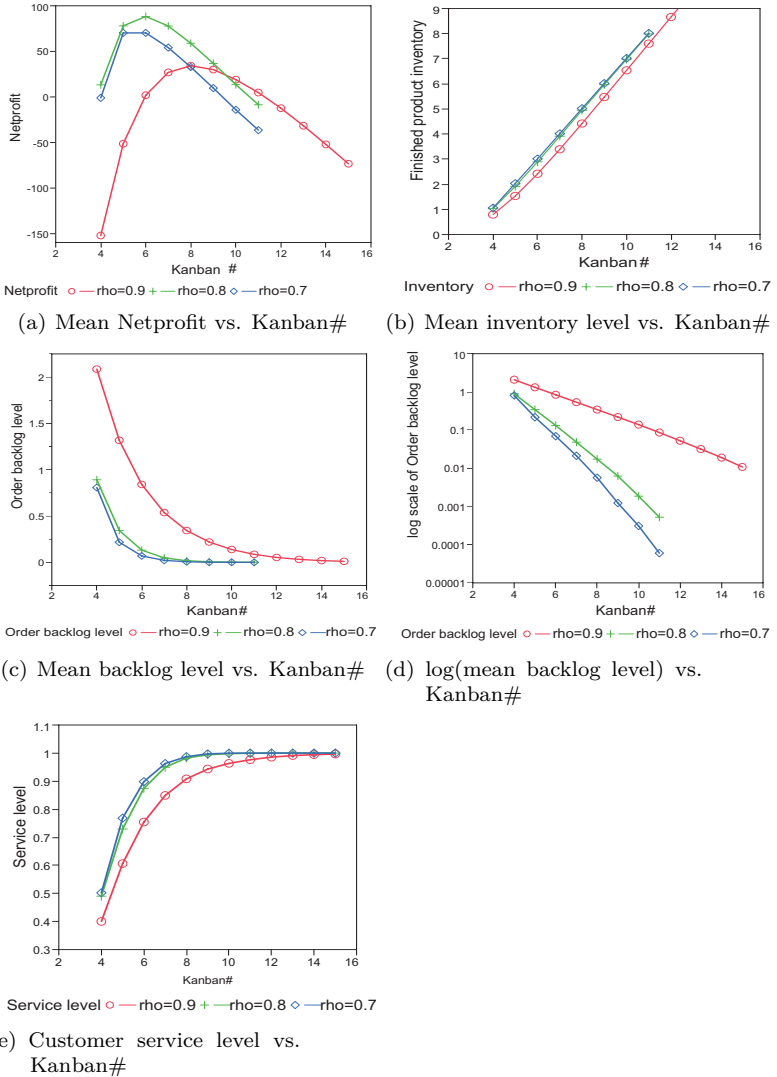 100
50
0
-50
-100
-150
Netprofit
2 4 6 8 10 12 14 16
Kanban #
Netprofit rho=0.9 rho=0.8 rho=0.7
(a) Mean Netprofit vs. Kanban#
9
8
7
6
5
4
3
2
1
0
Finished product inventory
2 4 6 8 10 12 14 16
Kanban#
Inventory rho=0.9 rho=0.8 rho=0.7
(b) Mean inventory level vs. Kanban#
2
1.5
1
0.5
0
Order backlog level
2 4 6 8 10 12 14 16
Kanban#
Order backlog level rho=0.9 rho=0.8 rho=0.7
(c) Mean backlog level vs. Kanban#
10
1
0.1
0.01
0.001
0.0001
0.00001
log scale of Order backlog level
2 4 6 8 10 12 14 16
Kanban#
Order backlog level rho=0.9 rho=0.8 rho=0.7
(d) log(mean backlog level) vs.
Kanban#
1.1
1
0.9
0.8
0.7
0.6
0.5
0.4
0.3
Service level
2 4 6 8 10 12 14 16
Kanban#
Service level rho=0.9 rho=0.8 rho=0.7
e) Customer service level vs.
Kanban#